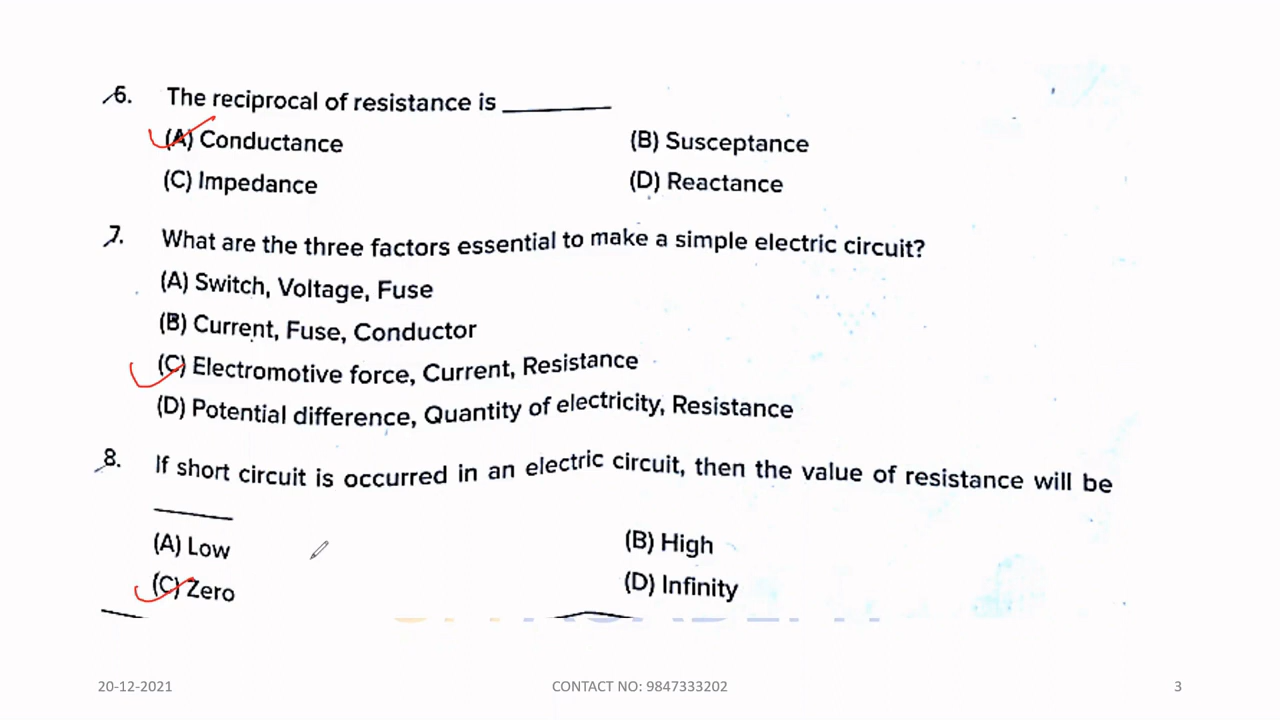 6. The reciprocal of resistance is ________
(A) Conductance (B) Susceptance
(C) Impedance (D) Reactance
7. What are the three factors essential to make a simple electric circuit?
(A) Switch, Voltage, Fuse
(B) Current, Fuse, Conductor
(C) Electromotive force, Current, Resistance
(D) Potential difference, Quantity of electricity, Resistance
8. If short circuit is occurred in an electric circuit, then the value of resistance will be
______
(A) Low (B) High
(C) Zero (D) Infinity
20-12-2021 CONTACT NO: 9847333202 3